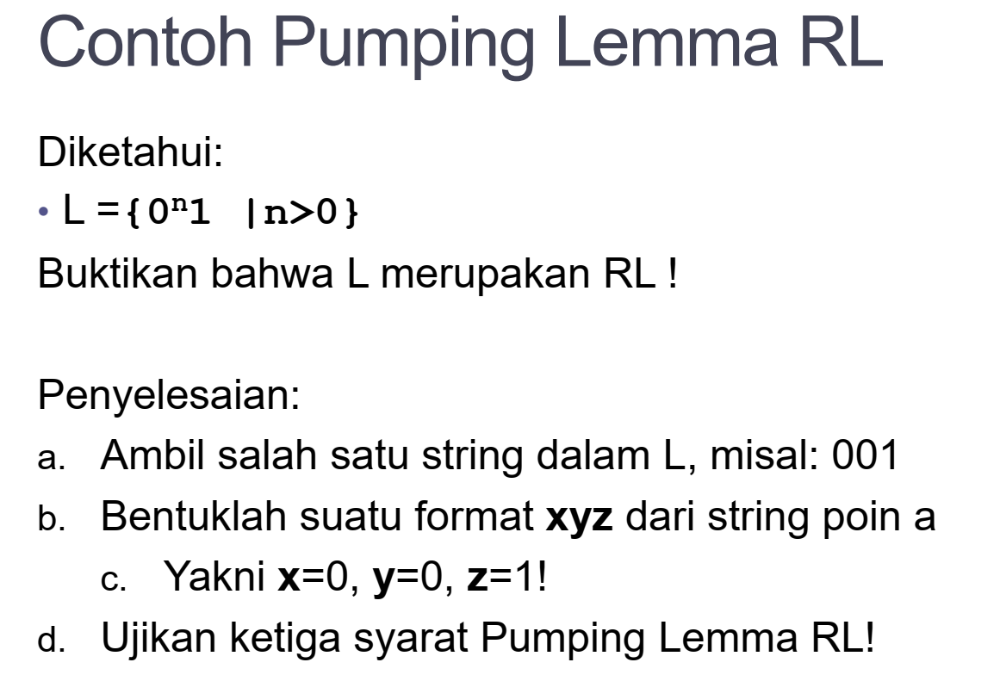 Contoh Pumping Lemma RL
Diketahui:
• L ={0ⁿ1 |n>0}
Buktikan bahwa L merupakan RL !
Penyelesaian:
a. Ambil salah satu string dalam L, misal: 001
b. Bentuklah suatu format xyz dari string poin a
c. Yakni x=0, y=0, z=1!
d. Ujikan ketiga syarat Pumping Lemma RL!